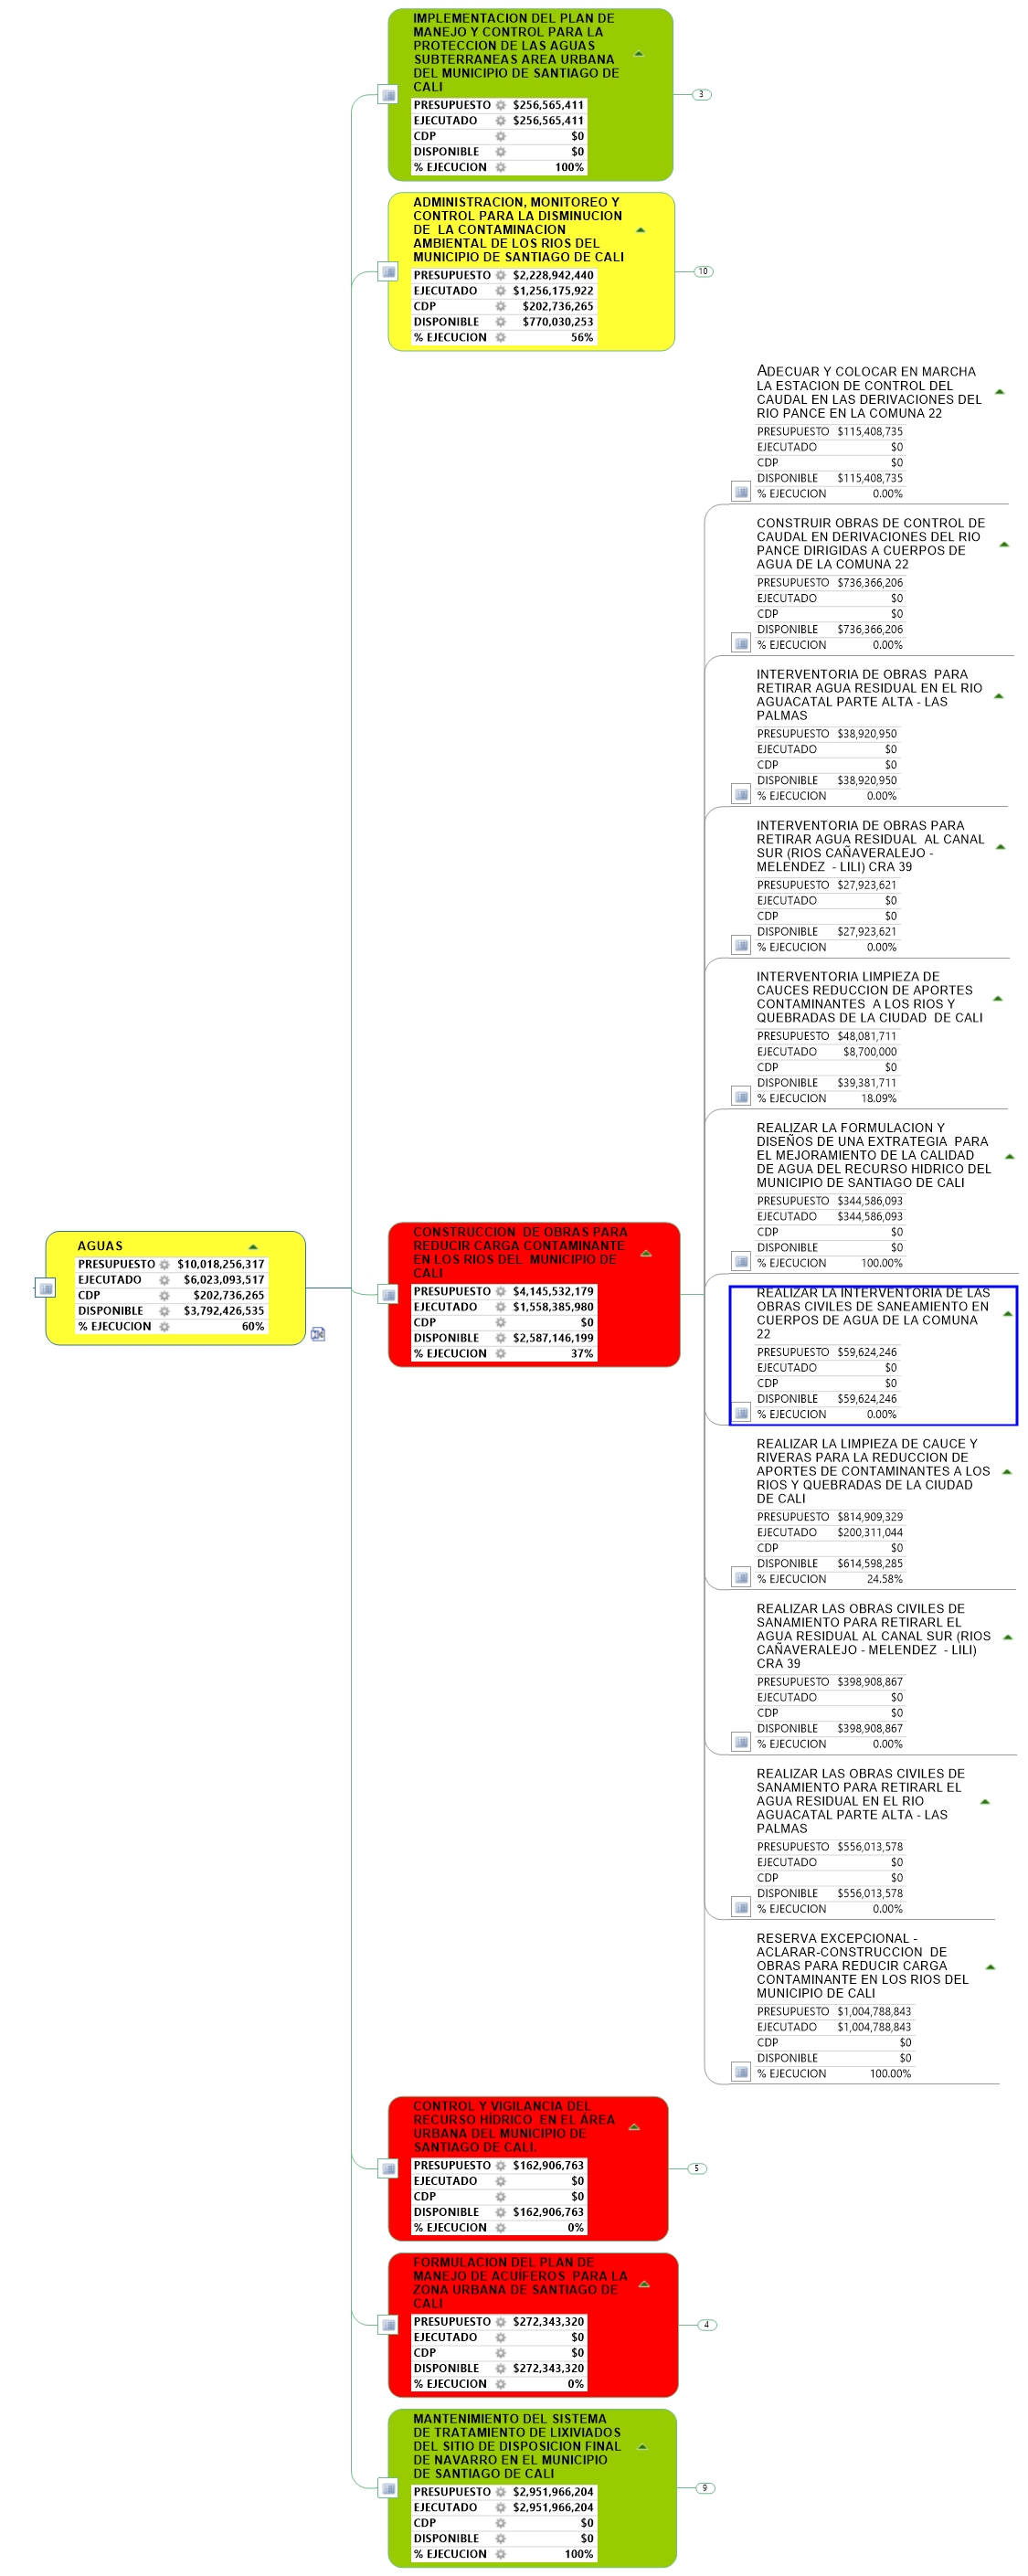 IMPLEMENTACION DEL PLAN DE
MANEJO Y CONTROL PARA LA
PROTECCION DE LAS AGUAS
SUBTERRANEAS AREA URBANA
DEL MUNICIPIO DE SANTIAGO DE
CALI
PRESUPUESTO $256,565,411
EJECUTADO $256,565,411
CDP $0
DISPONIBLE $0
% EJECUCION 100%
3
ADMINISTRACION, MONITOREO Y
CONTROL PARA LA DISMINUCION
DE LA CONTAMINACION
AMBIENTAL DE LOS RIOS DEL
MUNICIPIO DE SANTIAGO DE CALI
PRESUPUESTO $2,228,942,440
EJECUTADO $1,256,175,922
CDP $202,736,265
DISPONIBLE $770,030,253
% EJECUCION 56%
10
ADECUAR Y COLOCAR EN MARCHA
LA ESTACION DE CONTROL DEL
CAUDAL EN LAS DERIVACIONES DEL
RIO PANCE EN LA COMUNA 22
PRESUPUESTO $115,408,735
EJECUTADO $0
CDP $0
DISPONIBLE $115,408,735
% EJECUCION 0.00%
CONSTRUIR OBRAS DE CONTROL DE
CAUDAL EN DERIVACIONES DEL RIO
PANCE DIRIGIDAS A CUERPOS DE
AGUA DE LA COMUNA 22
PRESUPUESTO $736,366,206
EJECUTADO $0
CDP $0
DISPONIBLE $736,366,206
% EJECUCION 0.00%
INTERVENTORIA DE OBRAS PARA
RETIRAR AGUA RESIDUAL EN EL RIO
AGUACATAL PARTE ALTA - LAS
PALMAS
PRESUPUESTO $38,920,950
EJECUTADO $0
CDP $0
DISPONIBLE $38,920,950
% EJECUCION 0.00%
INTERVENTORIA DE OBRAS PARA
RETIRAR AGUA RESIDUAL AL CANAL
SUR (RIOS CAÑAVERALEJO -
MELENDEZ - LILI) CRA 39
PRESUPUESTO $27,923,621
EJECUTADO $0
CDP $0
DISPONIBLE $27,923,621
% EJECUCION 0.00%
INTERVENTORIA LIMPIEZA DE
CAUCES REDUCCION DE APORTES
CONTAMINANTES A LOS RIOS Y
QUEBRADAS DE LA CIUDAD DE CALI
PRESUPUESTO $48,081,711
EJECUTADO $8,700,000
CDP $0
DISPONIBLE $39,381,711
% EJECUCION 18.09%
REALIZAR LA FORMULACION Y
DISEÑOS DE UNA EXTRATEGIA PARA
EL MEJORAMIENTO DE LA CALIDAD
DE AGUA DEL RECURSO HIDRICO DEL
MUNICIPIO DE SANTIAGO DE CALI
PRESUPUESTO $344,586,093
EJECUTADO $344,586,093
CDP $0
DISPONIBLE $0
% EJECUCION 100.00%
AGUAS
PRESUPUESTO $10,018,256,317
EJECUTADO $6,023,093,517
CDP $202,736,265
DISPONIBLE $3,792,426,535
% EJECUCION 60%
CONSTRUCCION DE OBRAS PARA
REDUCIR CARGA CONTAMINANTE
EN LOS RIOS DEL MUNICIPIO DE
CALI
PRESUPUESTO $4,145,532,179
EJECUTADO $1,558,385,980
CDP $0
DISPONIBLE $2,587,146,199
% EJECUCION 37%
REALIZAR LA INTERVENTORIA DE LAS
OBRAS CIVILES DE SANEAMIENTO EN
CUERPOS DE AGUA DE LA COMUNA
22
PRESUPUESTO $59,624,246
EJECUTADO $0
CDP $0
DISPONIBLE $59,624,246
% EJECUCION 0.00%
REALIZAR LA LIMPIEZA DE CAUCE Y
RIVERAS PARA LA REDUCCION DE
APORTES DE CONTAMINANTES A LOS
RIOS Y QUEBRADAS DE LA CIUDAD
DE CALI
PRESUPUESTO $814,909,329
EJECUTADO $200,311,044
CDP $0
DISPONIBLE $614,598,285
% EJECUCION 24.58%
REALIZAR LAS OBRAS CIVILES DE
SANAMIENTO PARA RETIRARL EL
AGUA RESIDUAL AL CANAL SUR (RIOS
CAÑAVERALEJO - MELENDEZ - LILI)
CRA 39
PRESUPUESTO $398,908,867
EJECUTADO $0
CDP $0
DISPONIBLE $398,908,867
% EJECUCION 0.00%
REALIZAR LAS OBRAS CIVILES DE
SANAMIENTO PARA RETIRARL EL
AGUA RESIDUAL EN EL RIO
AGUACATAL PARTE ALTA - LAS
PALMAS
PRESUPUESTO $556,013,578
EJECUTADO $0
CDP $0
DISPONIBLE $556,013,578
% EJECUCION 0.00%
RESERVA EXCEPCIONAL -
ACLARAR-CONSTRUCCION DE
OBRAS PARA REDUCIR CARGA
CONTAMINANTE EN LOS RIOS DEL
MUNICIPIO DE CALI
PRESUPUESTO $1,004,788,843
EJECUTADO $1,004,788,843
CDP $0
DISPONIBLE $0
% EJECUCION 100.00%
CONTROL Y VIGILANCIA DEL
RECURSO HÍDRICO EN EL ÁREA
URBANA DEL MUNICIPIO DE
SANTIAGO DE CALI.
PRESUPUESTO $162,906,763
EJECUTADO $0
CDP $0
DISPONIBLE $162,906,763
% EJECUCION 0%
5
FORMULACION DEL PLAN DE
MANEJO DE ACUÍFEROS PARA LA
ZONA URBANA DE SANTIAGO DE
CALI
PRESUPUESTO $272,343,320
EJECUTADO $0
CDP $0
DISPONIBLE $272,343,320
% EJECUCION 0%
4
MANTENIMIENTO DEL SISTEMA
DE TRATAMIENTO DE LIXIVIADOS
DEL SITIO DE DISPOSICION FINAL
DE NAVARRO EN EL MUNICIPIO
DE SANTIAGO DE CALI
PRESUPUESTO $2,951,966,204
EJECUTADO $2,951,966,204
CDP $0
DISPONIBLE $0
% EJECUCION 100%
9